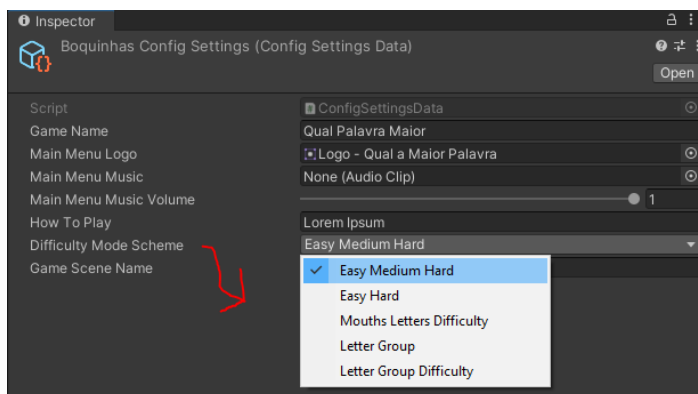 Inspector
Boquinhas Config Settings (Config Settings Data)
Open
Script ConfigSettingsData
Game Name Qual Palavra Maior
Main Menu Logo Logo - Qual a Maior Palavra
Main Menu Music None (Audio Clip)
Main Menu Music Volume 1
How To Play Lorem Ipsum
Difficulty Mode Scheme Easy Medium Hard
Game Scene Name
Easy Medium Hard
Easy Hard
Mouths Letters Difficulty
Letter Group
Letter Group Difficulty